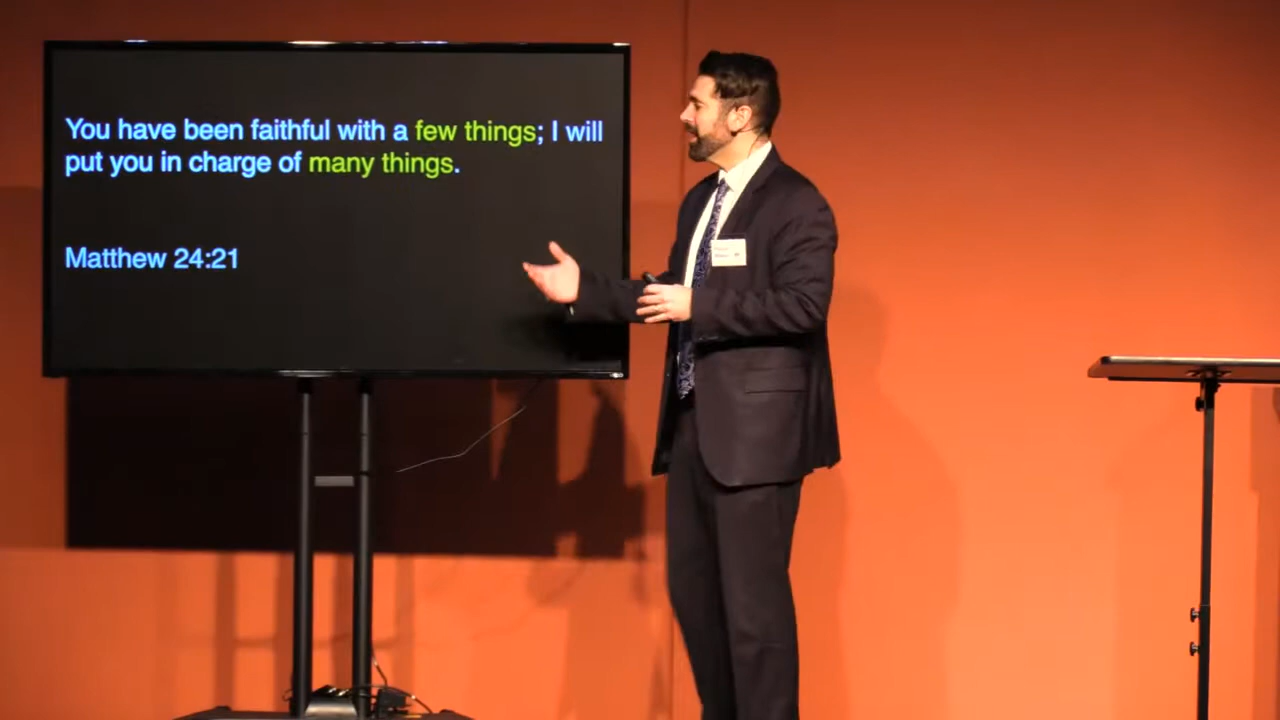 You have been faithful with a few things; I will
put you in charge of many things.
Matthew 24:21